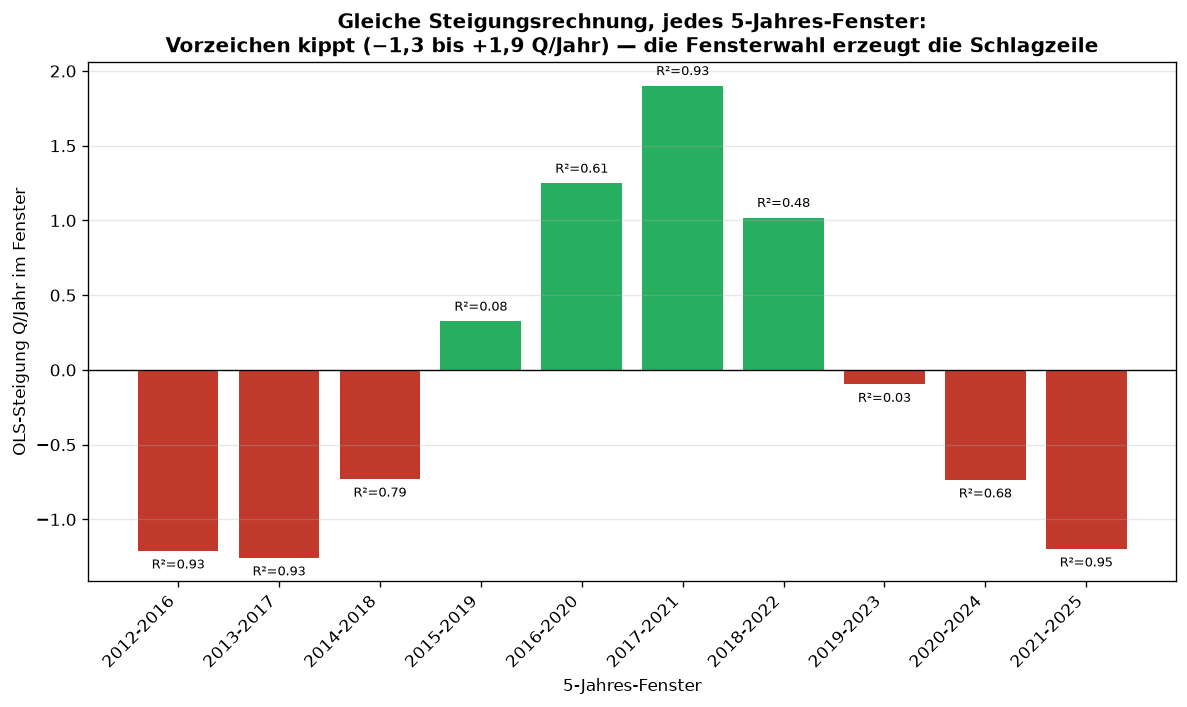 Gleiche Steigungsrechnung, jedes 5-Jahres-Fenster:
Vorzeichen kippt (−1,3 bis +1,9 Q/Jahr) — die Fensterwahl erzeugt die Schlagzeile
OLS-Steigung Q/Jahr im Fenster
2.0
1.5
1.0
0.5
0.0
−0.5
−1.0
R²=0.93
R²=0.93
R²=0.79
R²=0.08
R²=0.61
R²=0.93
R²=0.48
R²=0.03
R²=0.68
R²=0.95
2012-2016
2013-2017
2014-2018
2015-2019
2016-2020
2017-2021
2018-2022
2019-2023
2020-2024
2021-2025
5-Jahres-Fenster